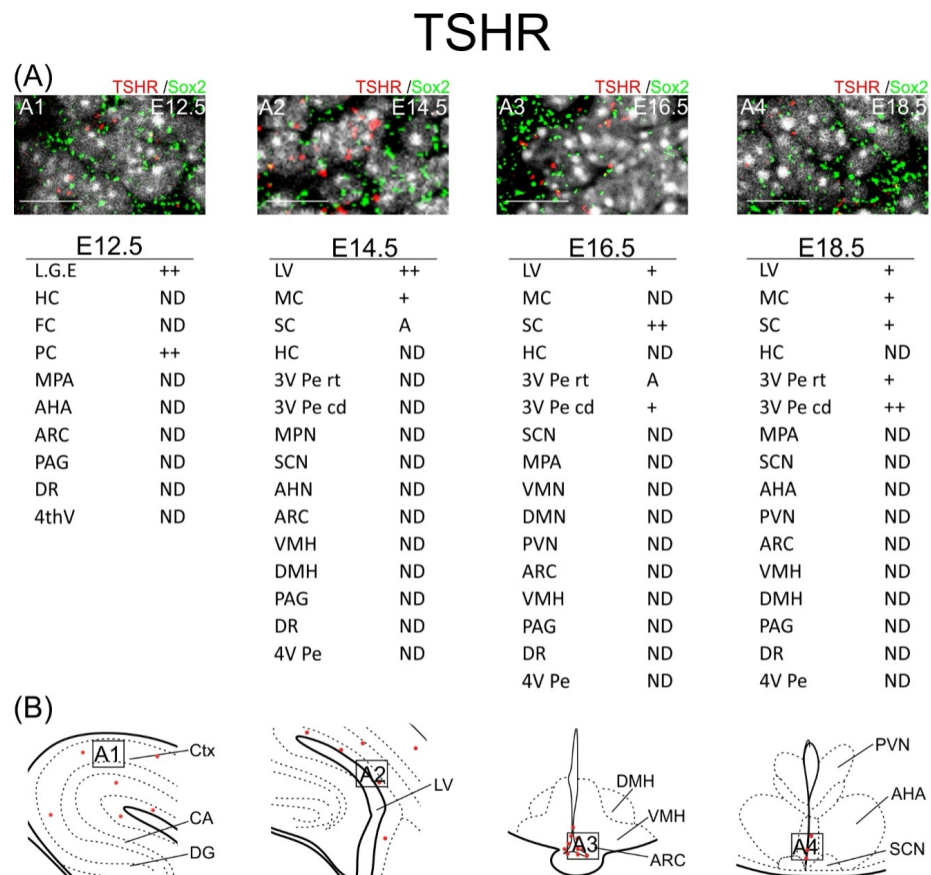 TSHR
(A)
TSHR /Sox2
A1 E12.5
TSHR /Sox2
A2 E14.5
TSHR /Sox2
A3 E16.5
TSHR /Sox2
A4 E18.5
E12.5
L.G.E ++
HC ND
FC ND
PC ++
MPA ND
AHA ND
ARC ND
PAG ND
DR ND
4thV ND
E14.5
LV ++
MC +
SC A
HC ND
3V Pe rt ND
3V Pe cd ND
MPN ND
SCN ND
AHN ND
ARC ND
VMH ND
DMH ND
PAG ND
DR ND
4V Pe ND
E16.5
LV +
MC ND
SC ++
HC ND
3V Pe rt A
3V Pe cd +
SCN ND
MPA ND
VMN ND
DMN ND
PVN ND
ARC ND
VMH ND
PAG ND
DR ND
4V Pe ND
E18.5
LV +
MC +
SC +
HC ND
3V Pe rt +
3V Pe cd ++
MPA ND
SCN ND
AHA ND
PVN ND
ARC ND
VMH ND
DMH ND
PAG ND
DR ND
4V Pe ND
(B)
A1
Ctx
CA
DG
A2
LV
DMH
VMH
A3
ARC
PVN
AHA
A4
SCN